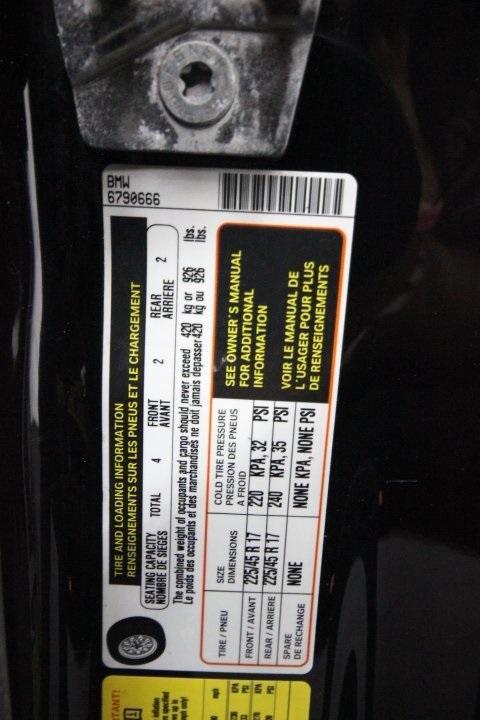 BMW
6790666
TIRE AND LOADING INFORMATION
RENSEIGNEMENTS SUR LES PNEUS ET LE CHARGEMENT
SEATING CAPACITY TOTAL 4 FRONT 2 REAR 2
NOMBRE DE SIEGES AVANT ARRIERE
The combined weight of occupants and cargo should never exceed 420 kg or 926 lbs.
Le poids des occupants et des marchandises ne doit jamais depasser 420 kg ou 926 lbs.
TIRE / PNEU
SIZE
DIMENSIONS
COLD TIRE PRESSURE
PRESSION DES PNEUS
A FROID
FRONT / AVANT 225/45 R 17 220 KPA, 32 PSI
REAR / ARRIERE 225/45 R 17 240 KPA, 35 PSI
SPARE
DE RECHANGE
NONE NONE KPA, NONE PSI
SEE OWNER'S MANUAL
FOR ADDITIONAL
INFORMATION
VOIR LE MANUAL DE
L'USAGER POUR PLUS
DE RENSEIGNEMENTS